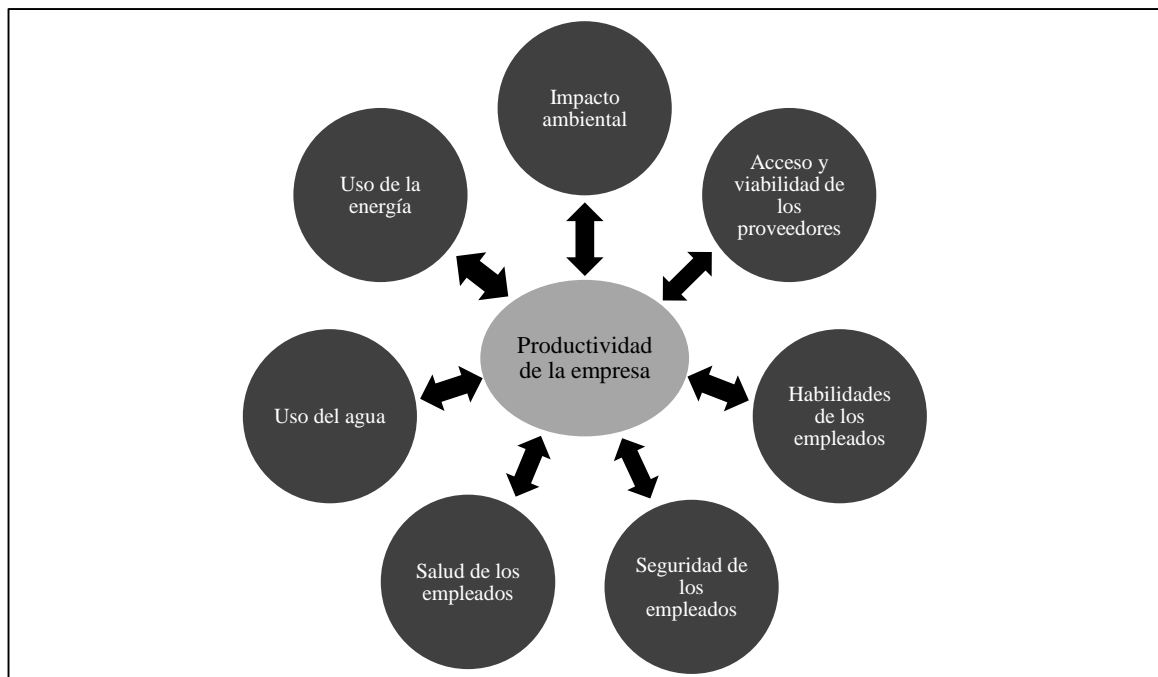 Impacto
ambiental
Acceso y
viabilidad de
los
proveedores
Uso de la
energía
Productividad
de la empresa
Habilidades
de los
empleados
Uso del agua
Seguridad de
los
empleados
Salud de los
empleados